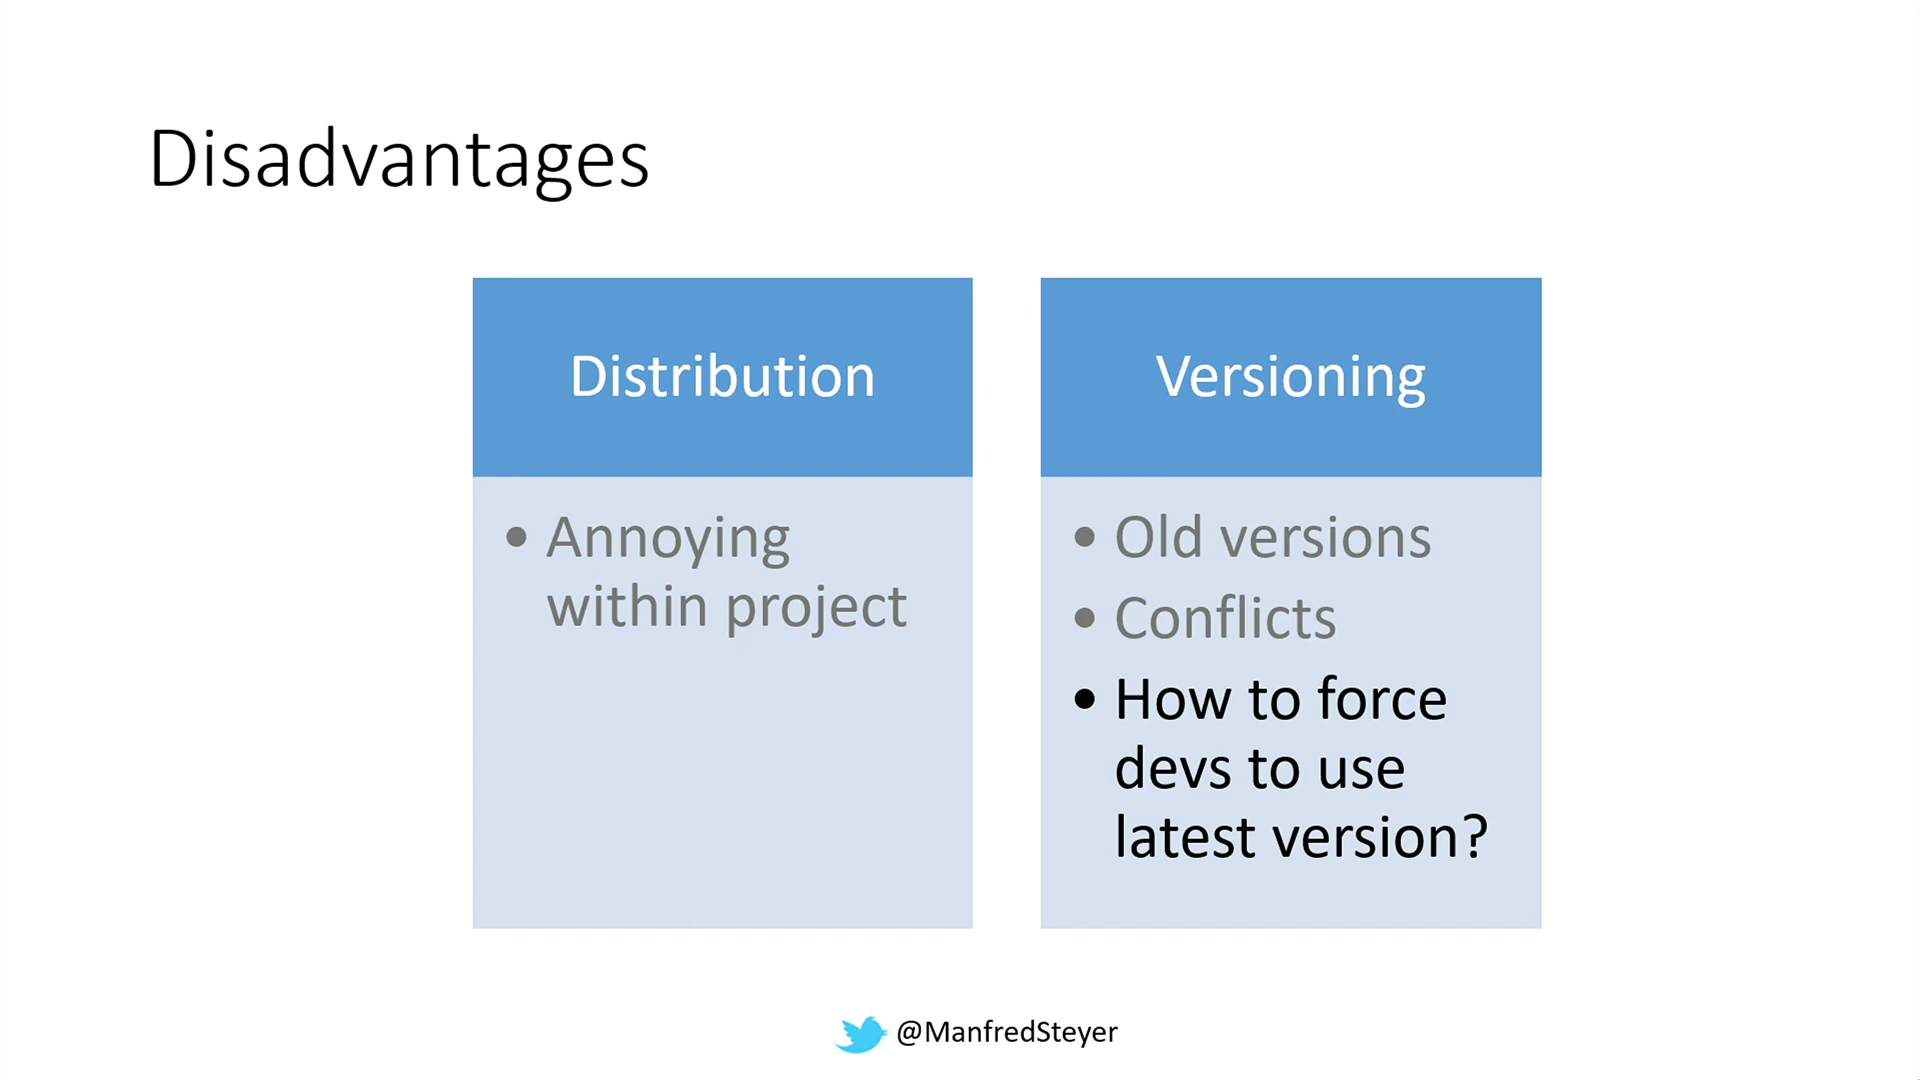 Disadvantages
Distribution
• Annoying
within project
Versioning
• Old versions
• Conflicts
• How to force
devs to use
latest version?
@ManfredSteyer